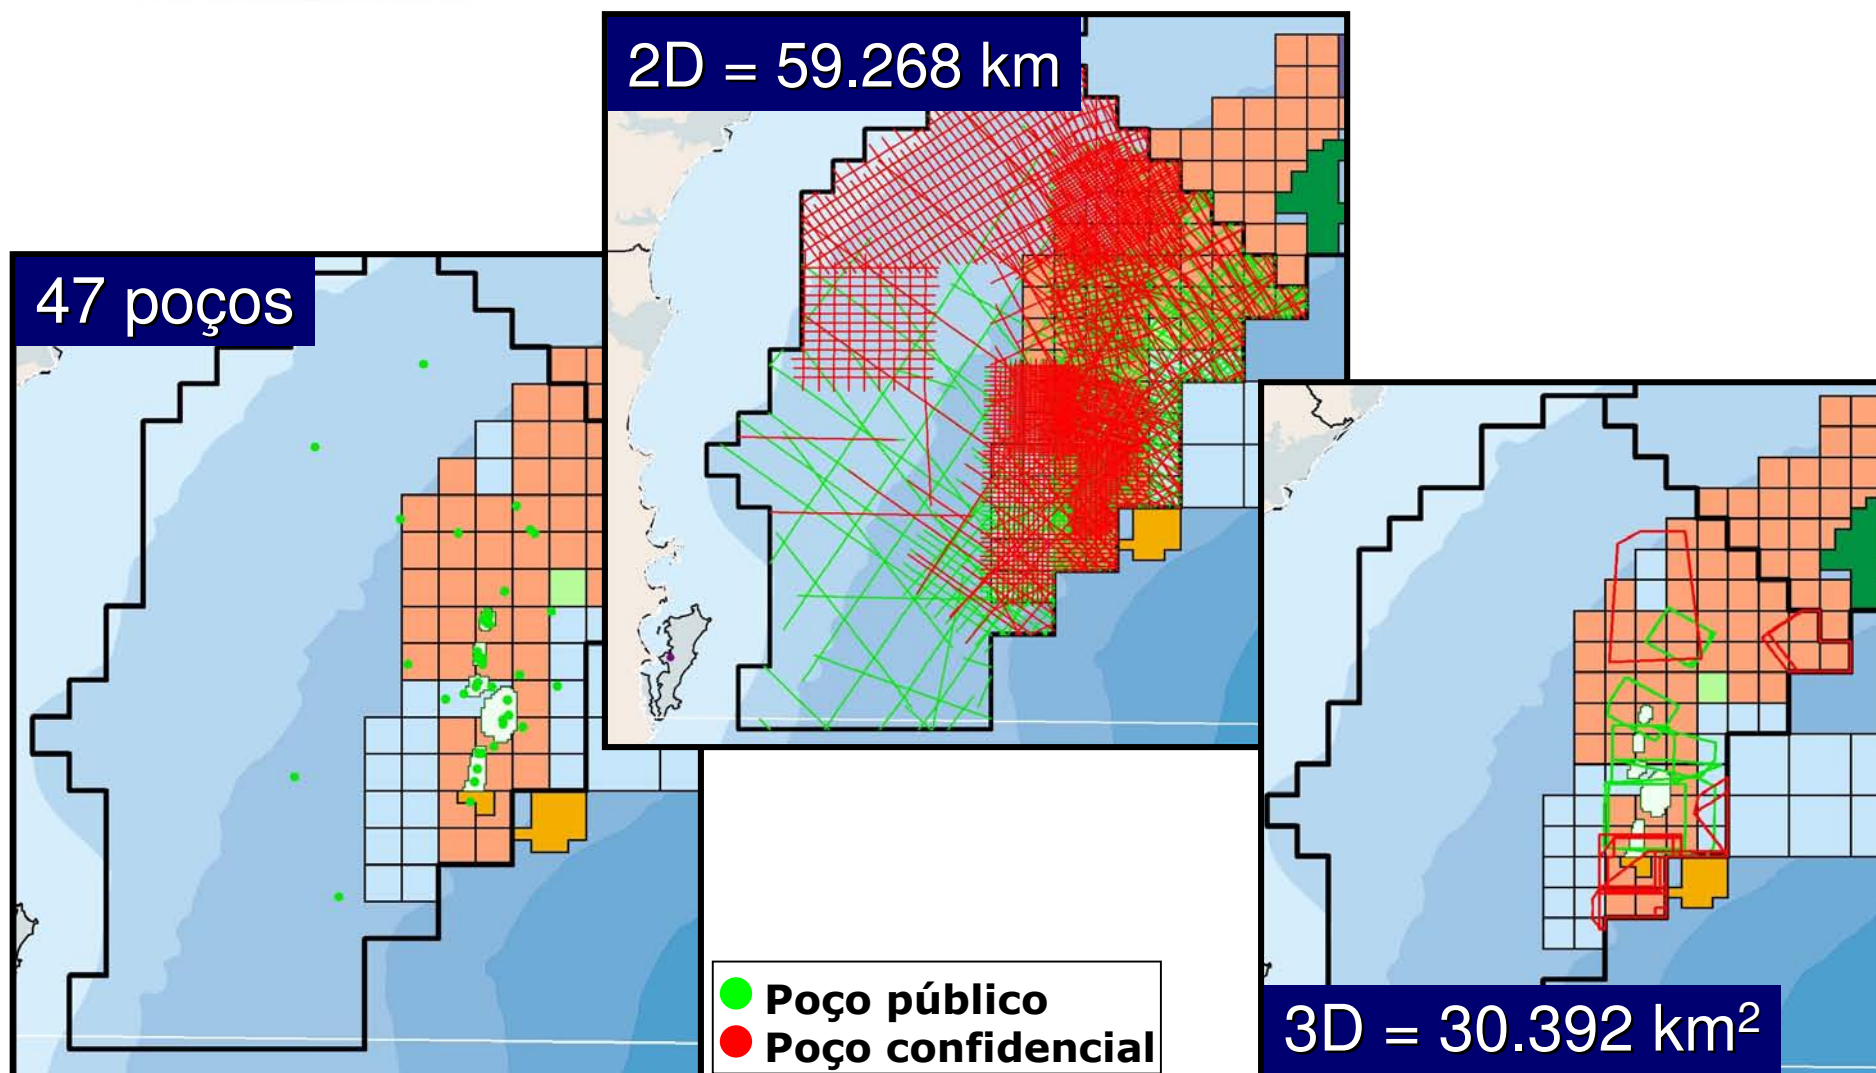 2D = 59.268 km
47 poços
3D = 30.392 km²
Poço público
Poço confidencial